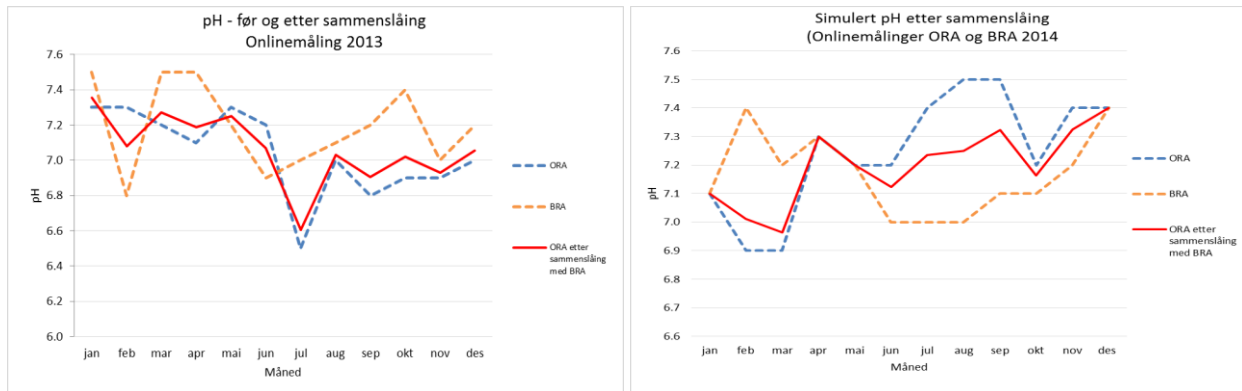 pH - før og etter sammenslåing
Onlinemåling 2013
7.6
7.4
7.2
7.0
6.8
6.6
6.4
6.2
6.0
pH
jan feb mar apr mai jun jul aug sep okt nov des
Måned
ORA
BRA
ORA etter
sammenslåing
med BRA
Simulert pH etter sammenslåing
(Onlinemålinger ORA og BRA 2014
7.6
7.5
7.4
7.3
7.2
7.1
7.0
6.9
6.8
6.7
6.6
pH
jan feb mar apr mai jun jul aug sep okt nov des
Måned
ORA
BRA
ORA etter
sammenslåing
med BRA